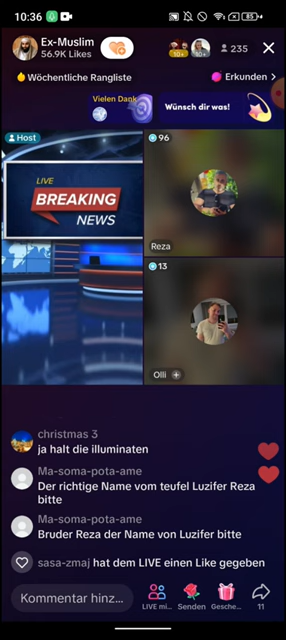 10:36
85
Ex-Muslim
56.9K Likes
10+
10+
235
Wöchentliche Rangliste
Erkunden
Vielen Dank
Wünsch dir was!
Host
LIVE
BREAKING
NEWS
96
Reza
13
Olli
christmas 3
ja halt die illuminaten
Ma-soma-pota-ame
Der richtige Name vom teufel Luzifer Reza
bitte
Ma-soma-pota-ame
Bruder Reza der Name von Luzifer bitte
sasa-zmaj hat dem LIVE einen Like gegeben
Kommentar hinz...
LIVE mi...
Senden
Gesche...
11